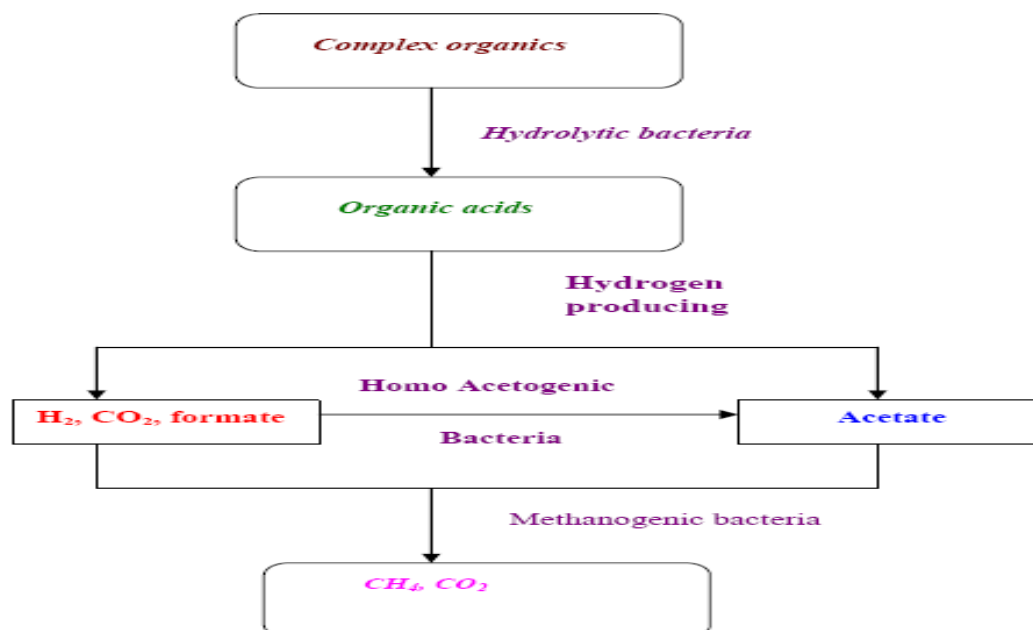 Complex organics
Hydrolytic bacteria
Organic acids
Hydrogen
producing
Homo Acetogenic
H₂, CO₂, formate
Acetate
Bacteria
Methanogenic bacteria
CH₄, CO₂